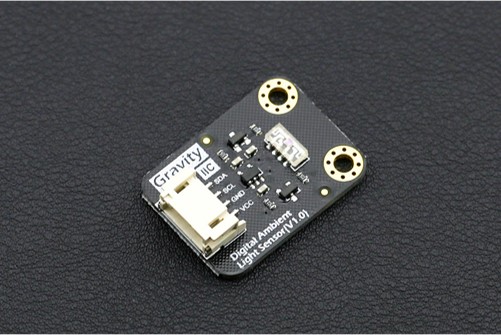 Gravity
IIC
SDA
SCL
GND
VCC
Digital Ambient
Light Sensor(V1.0)